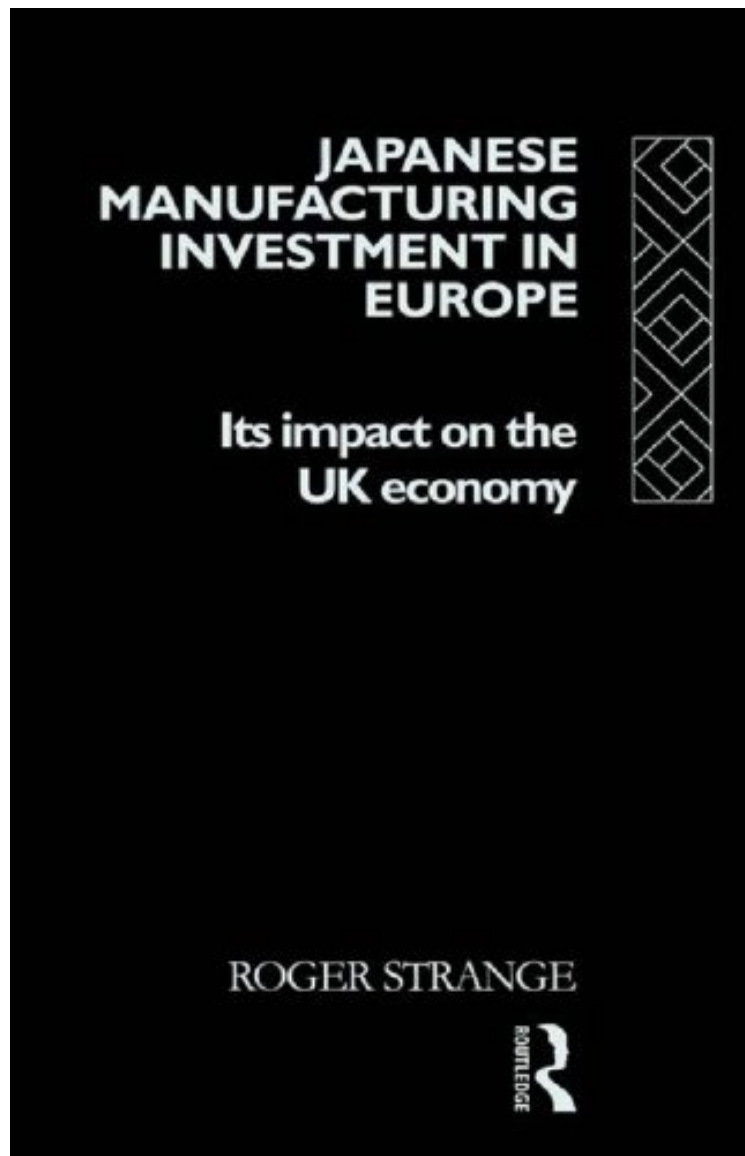 JAPANESE
MANUFACTURING
INVESTMENT IN
EUROPE
Its impact on the
UK economy
ROGER STRANGE
ROUTLEDGE